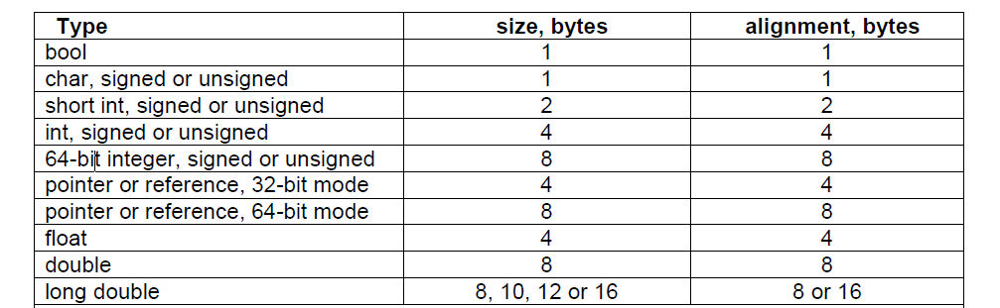 Type size, bytes alignment, bytes
bool 1 1
char, signed or unsigned 1 1
short int, signed or unsigned 2 2
int, signed or unsigned 4 4
64-bit integer, signed or unsigned 8 8
pointer or reference, 32-bit mode 4 4
pointer or reference, 64-bit mode 8 8
float 4 4
double 8 8
long double 8, 10, 12 or 16 8 or 16